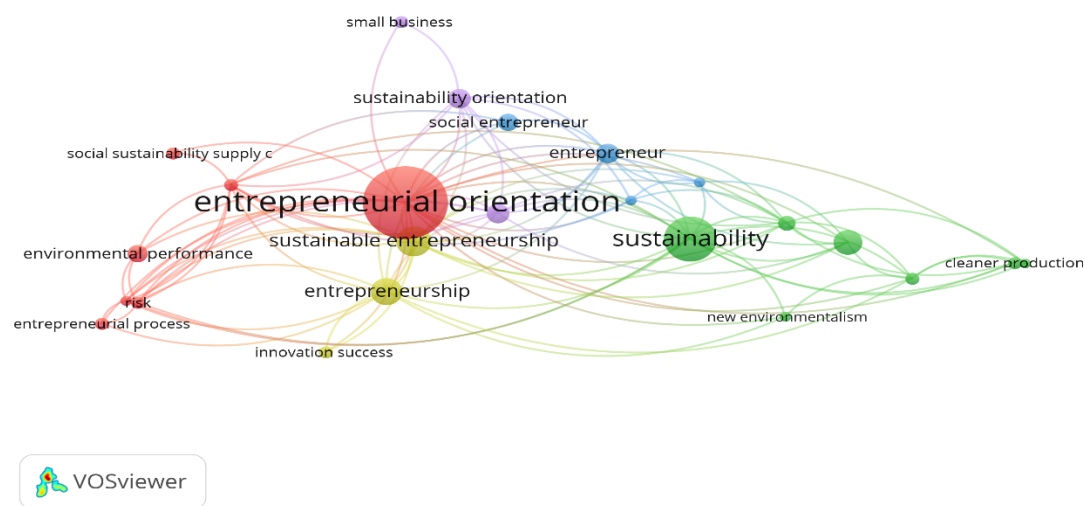 small business
sustainability orientation
social entrepreneur
social sustainability supply c
entrepreneur
entrepreneurial orientation
sustainable entrepreneurship
sustainability
environmental performance
cleaner production
entrepreneurship
risk
new environmentalism
entrepreneurial process
innovation success
VOSviewer